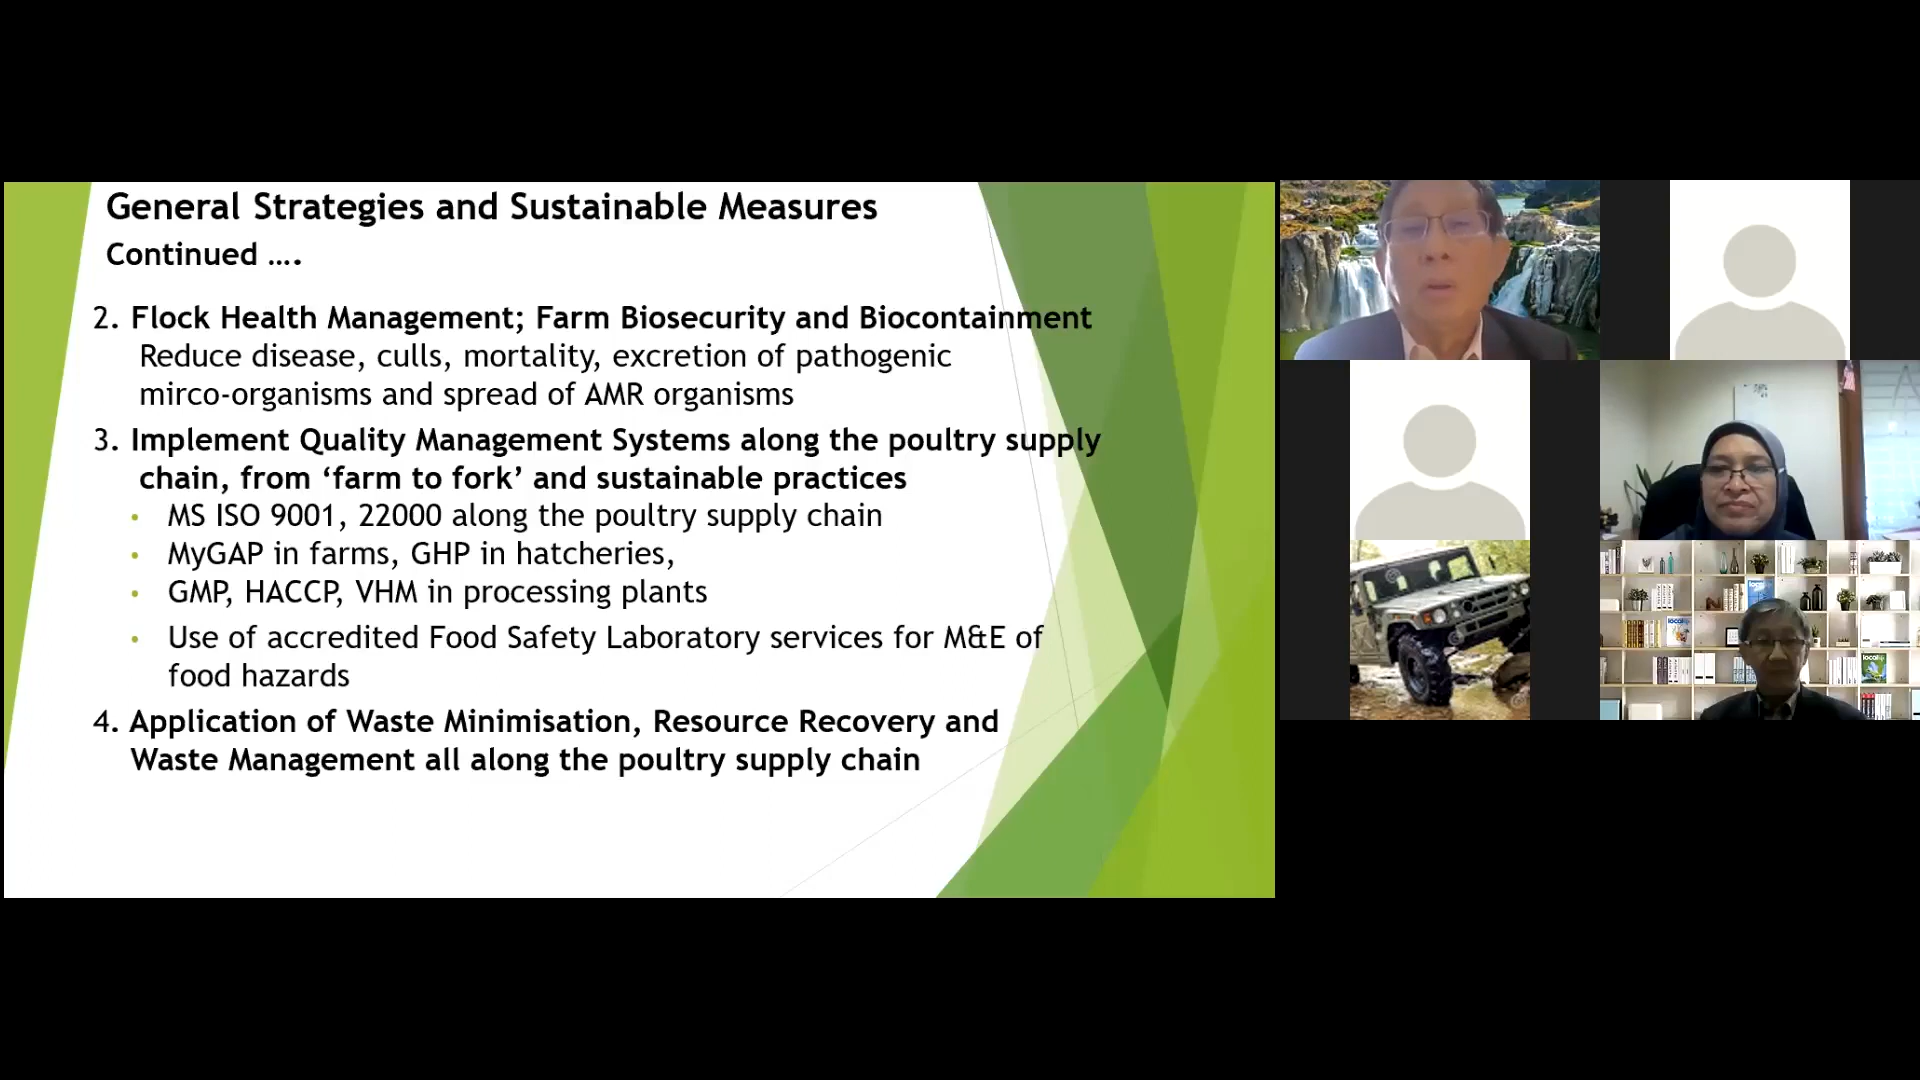 General Strategies and Sustainable Measures
Continued ....
2. Flock Health Management; Farm Biosecurity and Biocontainment
Reduce disease, culls, mortality, excretion of pathogenic
mirco-organisms and spread of AMR organisms
3. Implement Quality Management Systems along the poultry supply
chain, from ‘farm to fork’ and sustainable practices
• MS ISO 9001, 22000 along the poultry supply chain
• MyGAP in farms, GHP in hatcheries,
• GMP, HACCP, VHM in processing plants
• Use of accredited Food Safety Laboratory services for M&E of
food hazards
4. Application of Waste Minimisation, Resource Recovery and
Waste Management all along the poultry supply chain
local
local